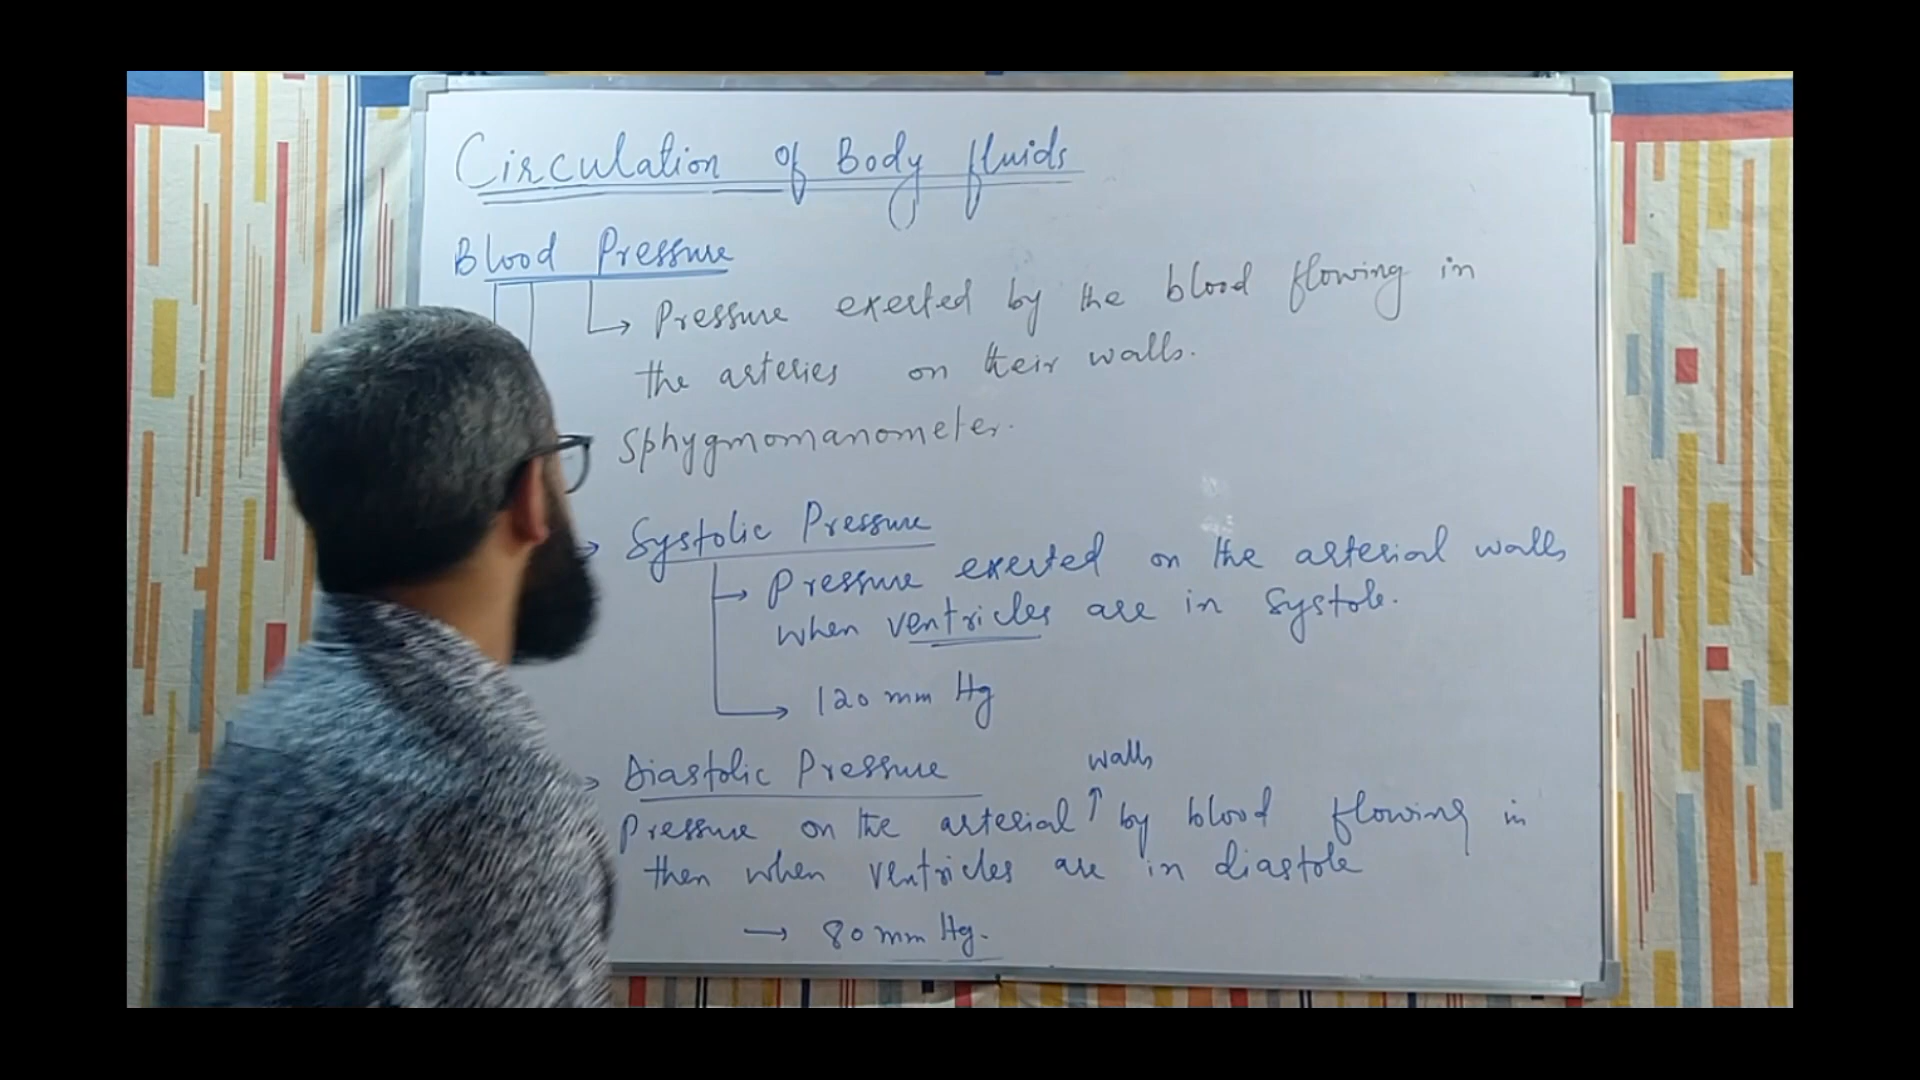 Circulation of Body fluids
Blood Pressure
→ Pressure exerted by the blood flowing in
the arteries on their walls.
Sphygmomanometer.
→ Systolic Pressure
→ Pressure exerted on the arterial walls
when ventricles are in systole.
→ 120 mm Hg
→ Diastolic Pressure
walls
Pressure on the arterial ↑ by blood flowing in
then when ventricles are in diastole
→ 80 mm Hg.